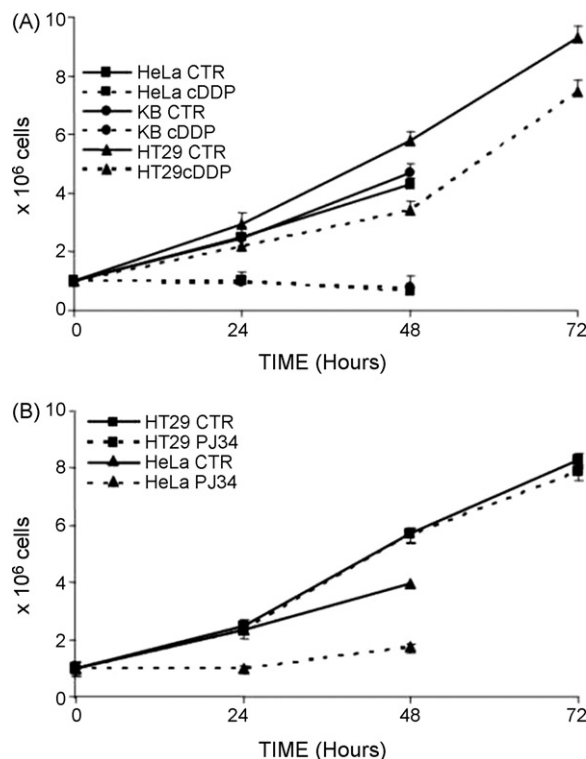 (A)
10
8
6
4
2
0
x 10⁶ cells
HeLa CTR
HeLa cDDP
KB CTR
KB cDDP
HT29 CTR
HT29cDDP
0 24 48 72
TIME (Hours)
(B)
10
8
6
4
2
0
x 10⁶ cells
HT29 CTR
HT29 PJ34
HeLa CTR
HeLa PJ34
0 24 48 72
TIME (Hours)